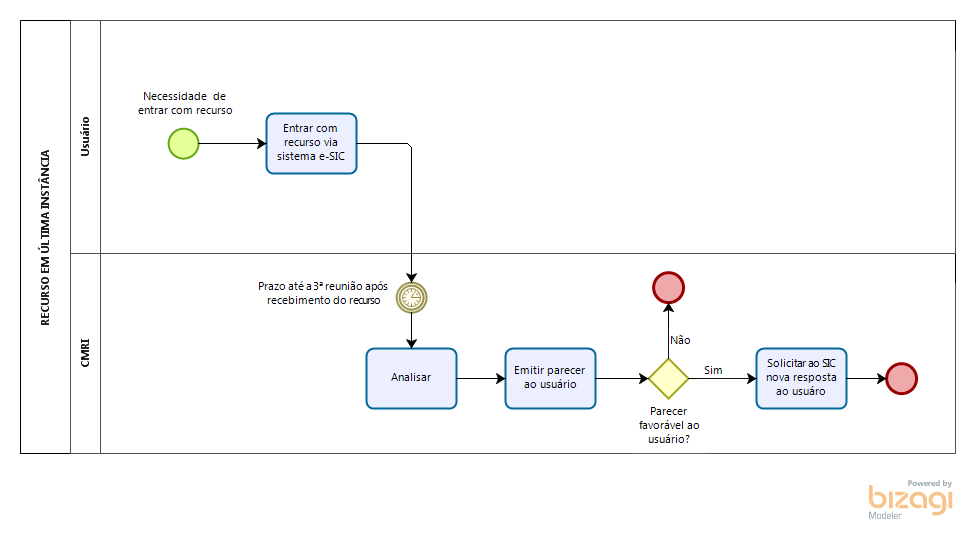 RECURSO EM ÚLTIMA INSTÂNCIA
Usuário
Necessidade de
entrar com recurso
Entrar com
recurso via
sistema e-SIC
CMRI
Prazo até a 3ª reunião após
recebimento do recurso
Analisar
Emitir parecer
ao usuário
Não
Sim
Parecer
favorável ao
usuário?
Solicitar ao SIC
nova resposta
ao usuáro
Powered by
bizagi
Modeler